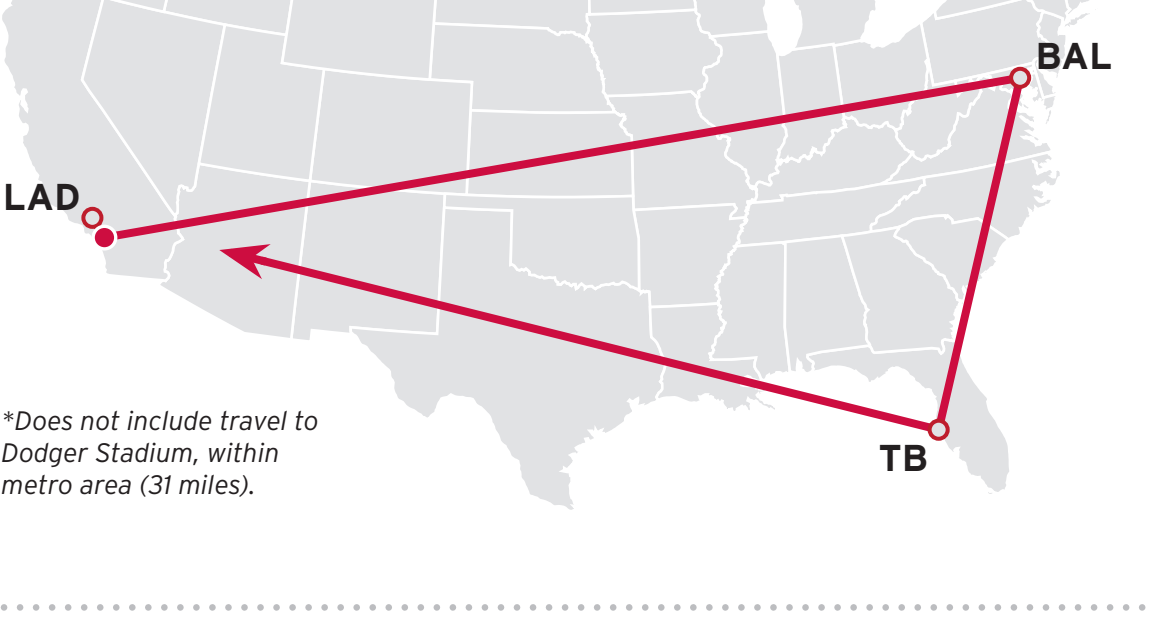 BAL
LAD
*Does not include travel to
Dodger Stadium, within
metro area (31 miles).
TB